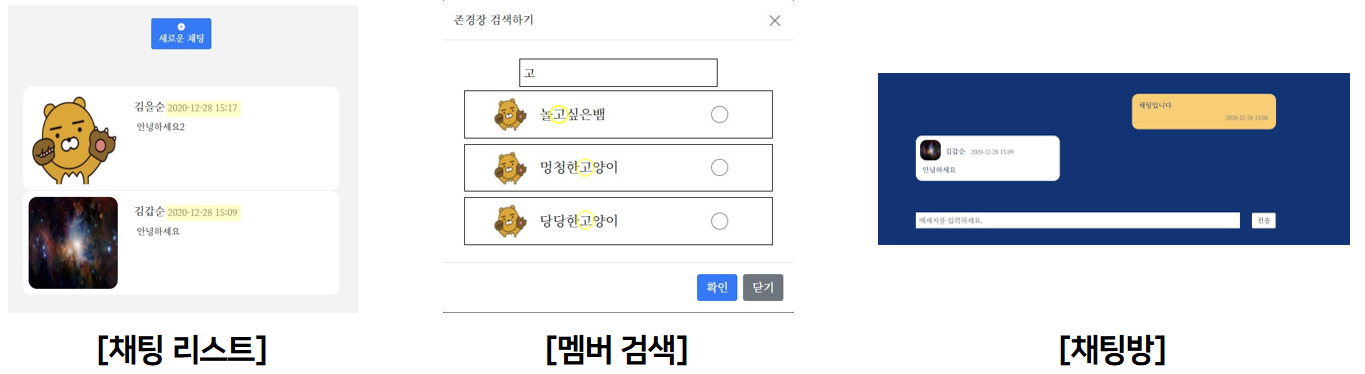 새로운 채팅
김을순 2020-12-28 15:17
안녕하세요2
김갑순 2020-12-28 15:09
안녕하세요
[채팅 리스트]
존경장 검색하기
고
놀고싶은뱀
멍청한고양이
당당한고양이
확인 닫기
[멤버 검색]
채팅입니다
2020-12-28 15:06
김갑순 2020-12-28 15:09
안녕하세요
메세지를 입력하세요.
전송
[채팅방]